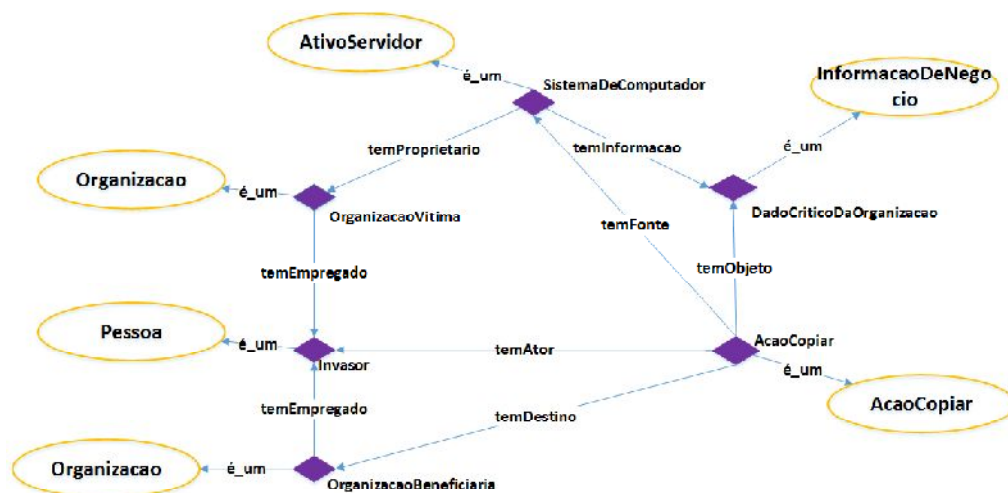 AtivoServidor
é_um
SistemaDeComputador
InformacaoDeNego
cio
temProprietario
temInformacao
é_um
Organizacao
é_um
OrganizacaoVitima
DadoCriticoDaOrganizacao
temFonte
temEmpregado
temObjeto
Pessoa
é_um
Invasor
temAtor
AcaoCopiar
é_um
temEmpregado
temDestino
AcaoCopiar
Organizacao
é_um
OrganizacaoBeneficiaria